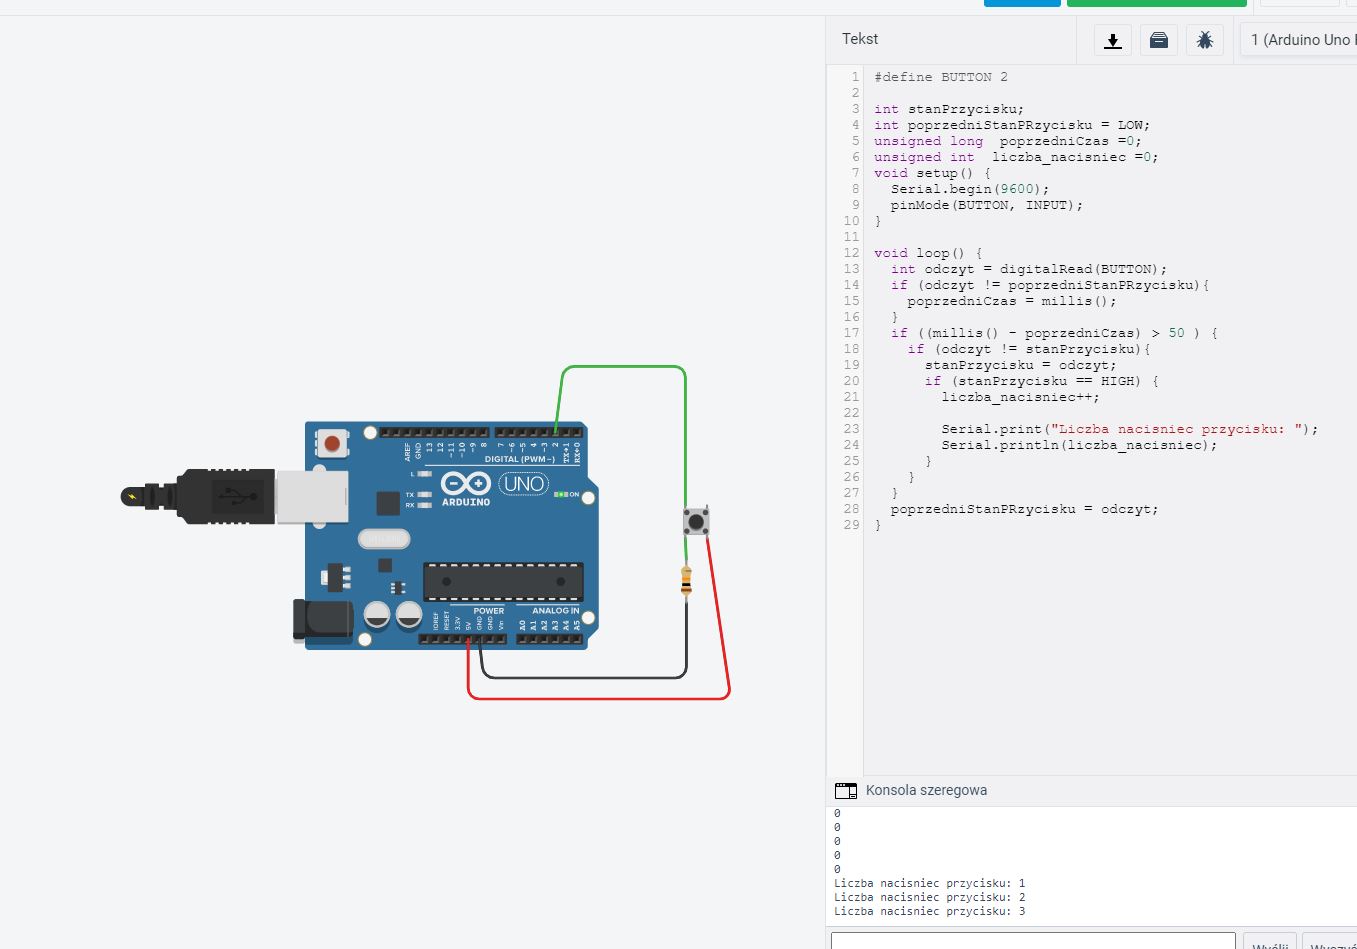 Tekst
1 (Arduino Uno
1 #define BUTTON 2
2
3 int stanPrzycisku;
4 int poprzedniStanPRzycisku = LOW;
5 unsigned long  poprzedniCzas =0;
6 unsigned int  liczba_nacisniec =0;
7 void setup() {
8   Serial.begin(9600);
9   pinMode(BUTTON, INPUT);
10 }
11
12 void loop() {
13   int odczyt = digitalRead(BUTTON);
14   if (odczyt != poprzedniStanPRzycisku){
15     poprzedniCzas = millis();
16   }
17   if ((millis() - poprzedniCzas) > 50 ) {
18     if (odczyt != stanPrzycisku){
19       stanPrzycisku = odczyt;
20       if (stanPrzycisku == HIGH) {
21         liczba_nacisniec++;
22
23         Serial.print("Liczba nacisniec przycisku: ");
24         Serial.println(liczba_nacisniec);
25       }
26     }
27   }
28   poprzedniStanPRzycisku = odczyt;
29 }
AREF
GND
13
12
~11
~10
~9
8
7
~6
~5
4
~3
2
TX→1
RX←0
DIGITAL (PWM~)
L
TX
RX
ARDUINO
UNO
ON
POWER
ANALOG IN
IOREF
RESET
3.3V
5V
GND
GND
Vin
A0
A1
A2
A3
A4
A5
Konsola szeregowa
0
0
0
0
0
Liczba nacisniec przycisku: 1
Liczba nacisniec przycisku: 2
Liczba nacisniec przycisku: 3